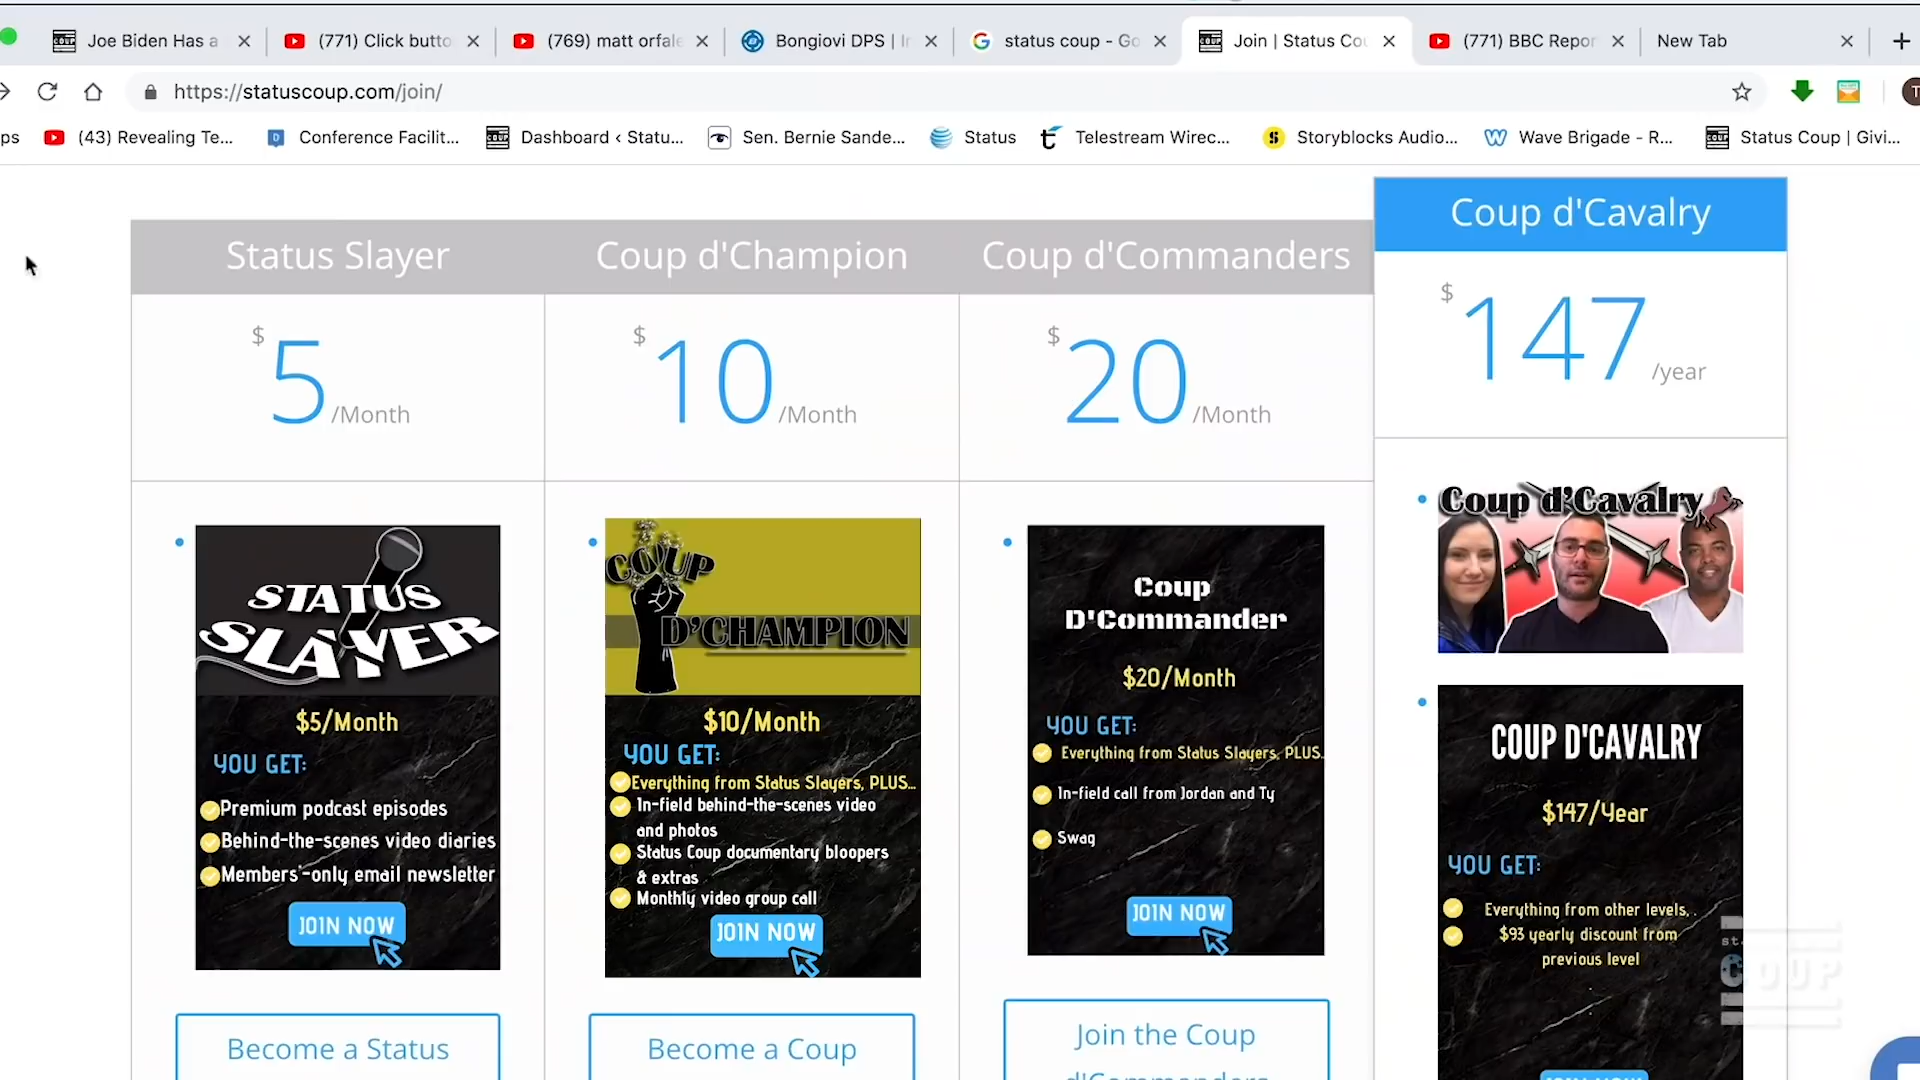 Joe Biden Has a
(771) Click butto
(769) matt orfale
Bongiovi DPS | In
status coup - Go
Join | Status Cou
(771) BBC Repor
New Tab
https://statuscoup.com/join/
T
ps
(43) Revealing Te...
Conference Facilit...
Dashboard ‹ Statu...
Sen. Bernie Sande...
Status
Telestream Wirec...
Storyblocks Audio...
Wave Brigade - R...
Status Coup | Givi...
Status Slayer
$5/Month
STATUS
SLAYER
$5/Month
YOU GET:
Premium podcast episodes
Behind-the-scenes video diaries
Members'-only email newsletter
JOIN NOW
Become a Status
Coup d'Champion
$10/Month
COUP
D'CHAMPION
$10/Month
YOU GET:
Everything from Status Slayers, PLUS...
In-field behind-the-scenes video
and photos
Status Coup documentary bloopers
& extras
Monthly video group call
JOIN NOW
Become a Coup
Coup d'Commanders
$20/Month
Coup
D'Commander
$20/Month
YOU GET:
Everything from Status Slayers, PLUS..
In-field call from Jordan and Ty
Swag
JOIN NOW
Join the Coup
d'Commanders
Coup d'Cavalry
$147/year
Coup d'Cavalry
COUP D'CAVALRY
$147/Year
YOU GET:
Everything from other levels,
$93 yearly discount from
previous level
JOIN NOW
COUP